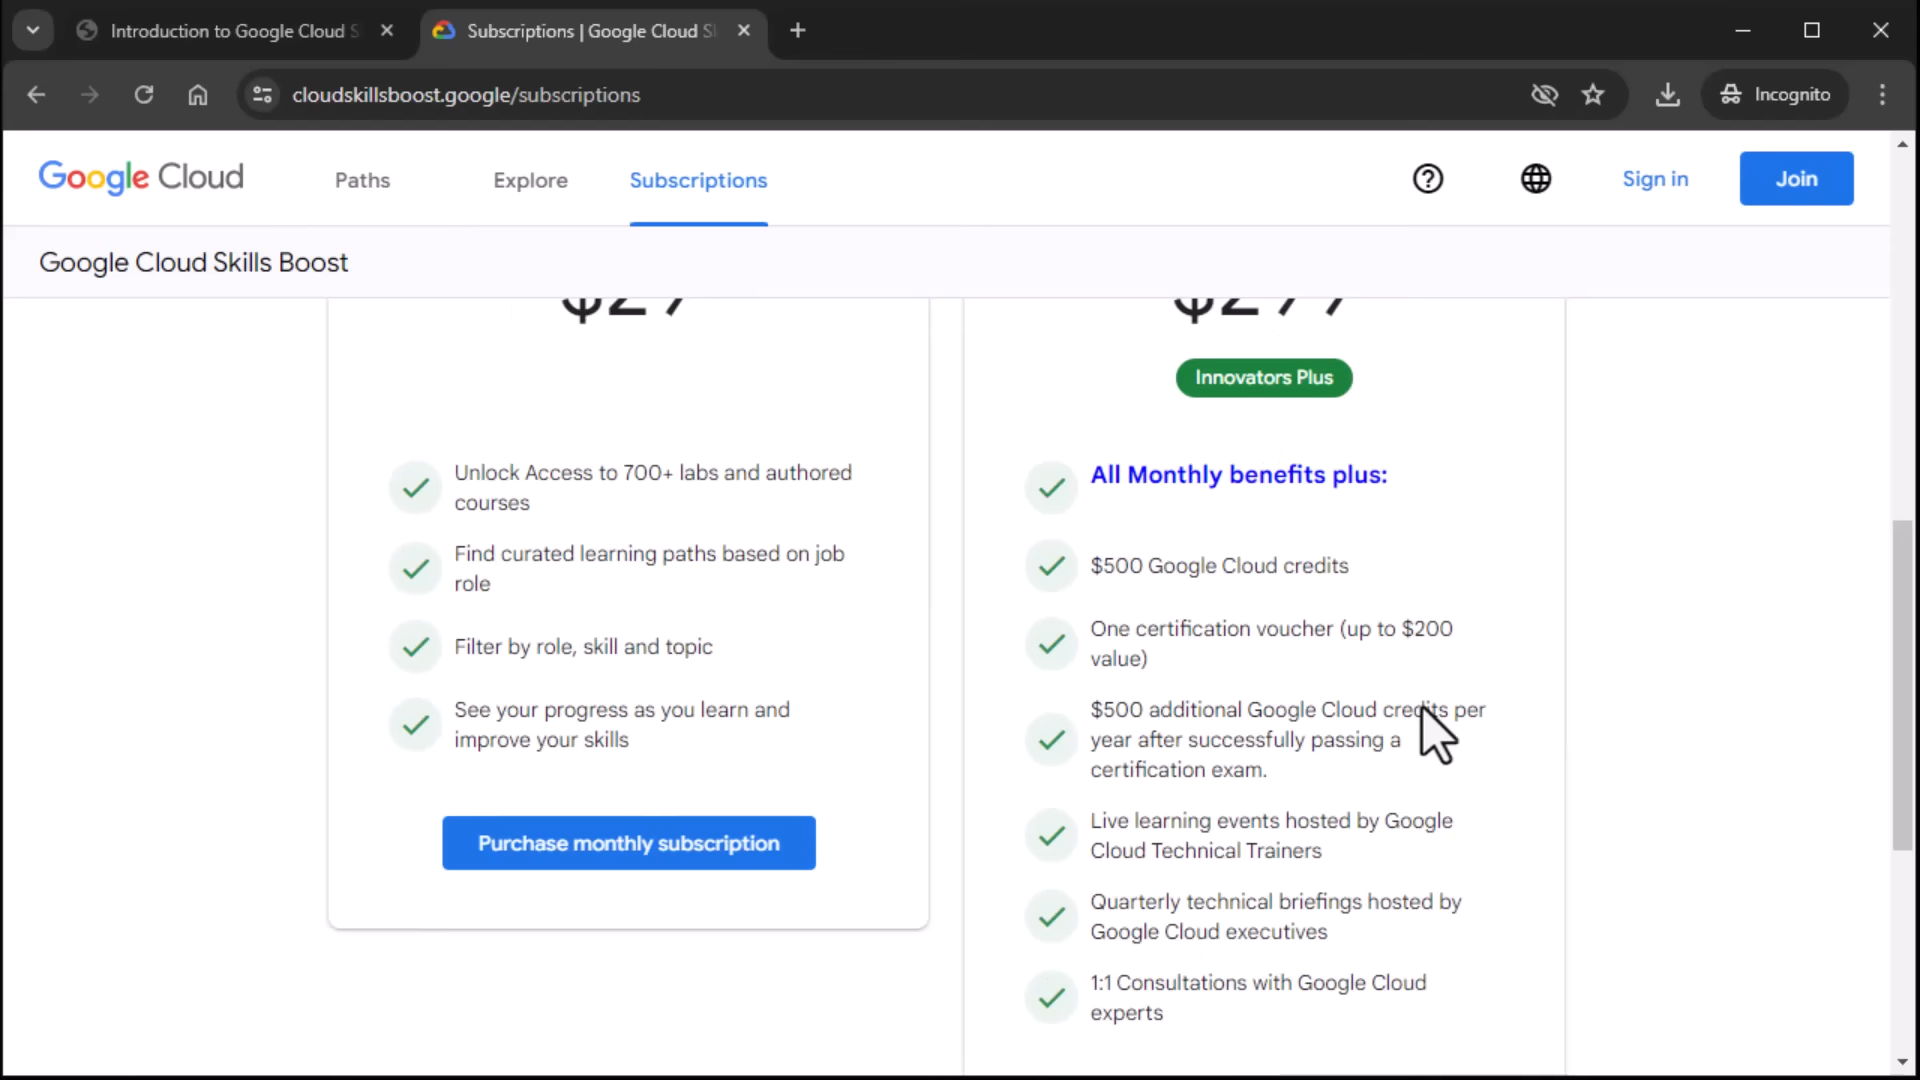 Introduction to Google Cloud S
Subscriptions | Google Cloud S
cloudskillsboost.google/subscriptions
Incognito
Google Cloud
Paths
Explore
Subscriptions
Sign in
Join
Google Cloud Skills Boost
Innovators Plus
Unlock Access to 700+ labs and authored
courses
Find curated learning paths based on job
role
Filter by role, skill and topic
See your progress as you learn and
improve your skills
Purchase monthly subscription
All Monthly benefits plus:
$500 Google Cloud credits
One certification voucher (up to $200
value)
$500 additional Google Cloud credits per
year after successfully passing a
certification exam.
Live learning events hosted by Google
Cloud Technical Trainers
Quarterly technical briefings hosted by
Google Cloud executives
1:1 Consultations with Google Cloud
experts